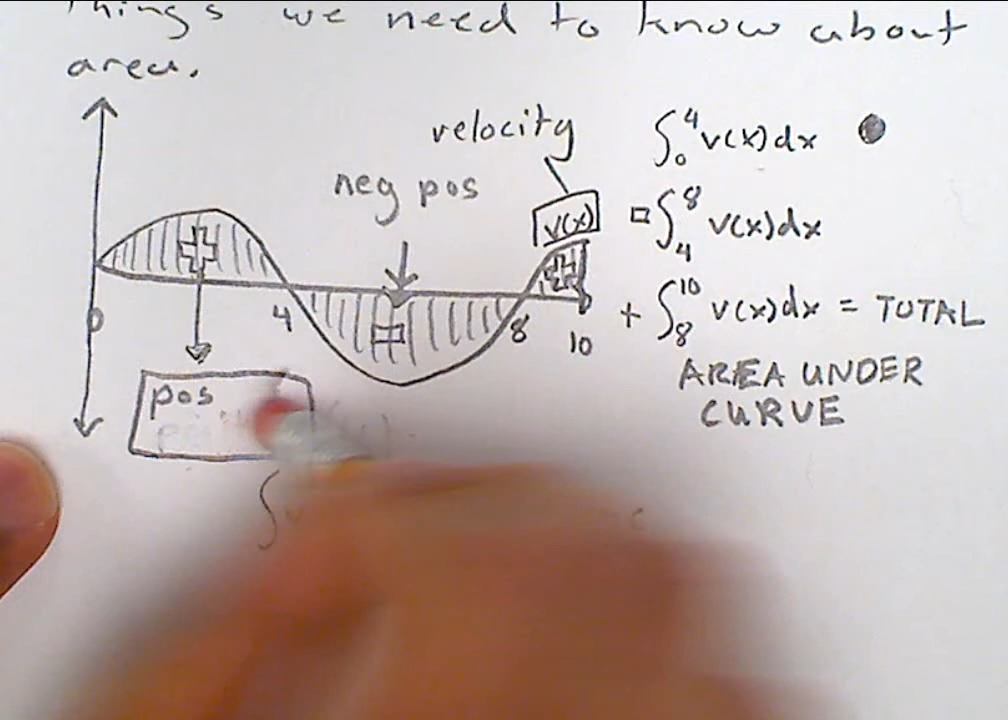 Things we need to know about
area.
velocity
neg pos
v(x)
0
4
8
10
pos
∫
∫₀⁴ v(x)dx
- ∫₄⁸ v(x)dx
+ ∫₈¹⁰ v(x)dx = TOTAL
AREA UNDER
CURVE